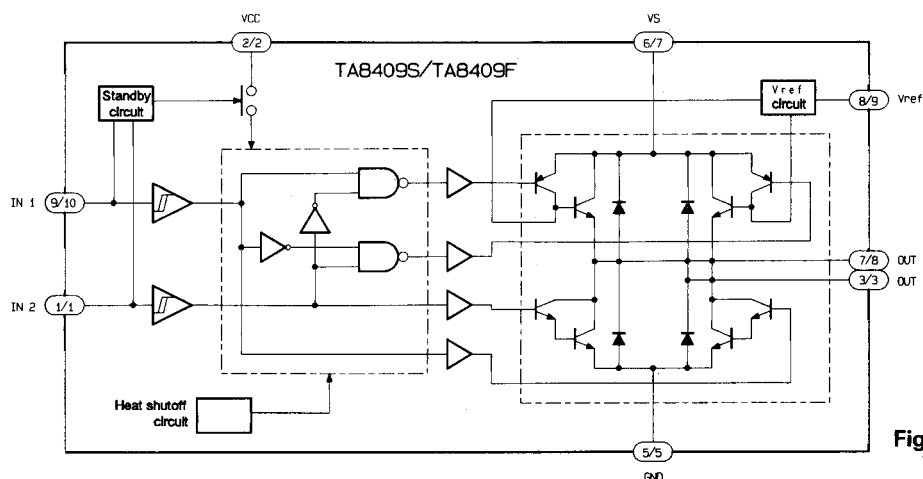 VCC
VS
2/2
6/7
TA8409S/TA8409F
Standby
circuit
Vref
circuit
8/9
Vref
IN 1
9/10
7/8
OUT
3/3
OUT
IN 2
1/1
Heat shutoff
circuit
5/5
GND
Fig